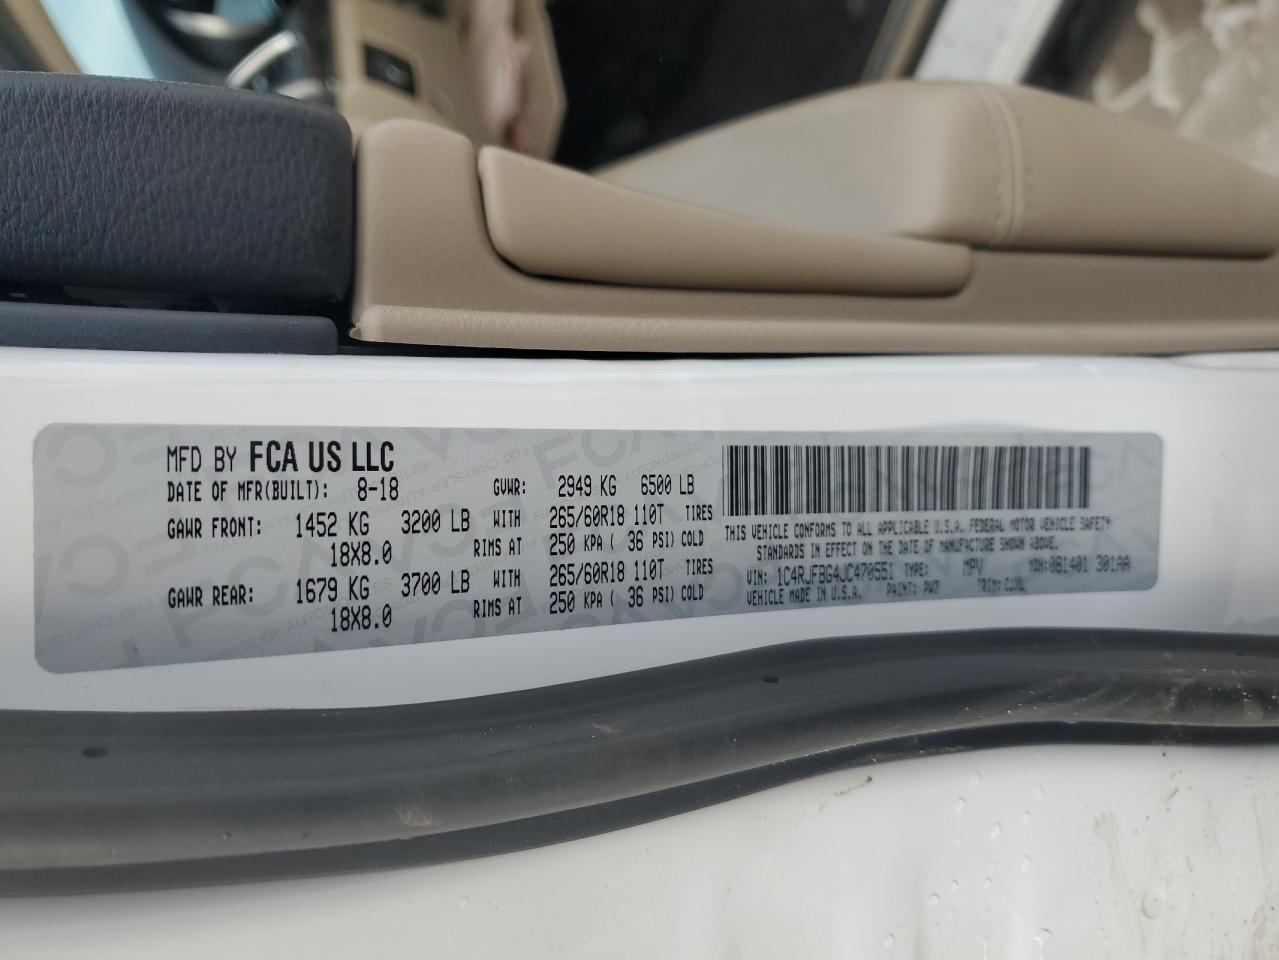 MFD BY FCA US LLC
DATE OF MFR(BUILT): 8-18 GVWR: 2949 KG 6500 LB
GAWR FRONT: 1452 KG 3200 LB WITH 265/60R18 110T TIRES
18X8.0 RIMS AT 250 KPA ( 36 PSI) COLD
GAWR REAR: 1679 KG 3700 LB WITH 265/60R18 110T TIRES
18X8.0 RIMS AT 250 KPA ( 36 PSI) COLD
THIS VEHICLE CONFORMS TO ALL APPLICABLE U.S.A. FEDERAL MOTOR VEHICLE SAFETY
STANDARDS IN EFFECT ON THE DATE OF MANUFACTURE SHOWN ABOVE.
VIN: 1C4RJFBG4JC470551 TYPE: MPV MDH: 081401 301AA
VEHICLE MADE IN U.S.A. PAINT: PW7 TRIM: